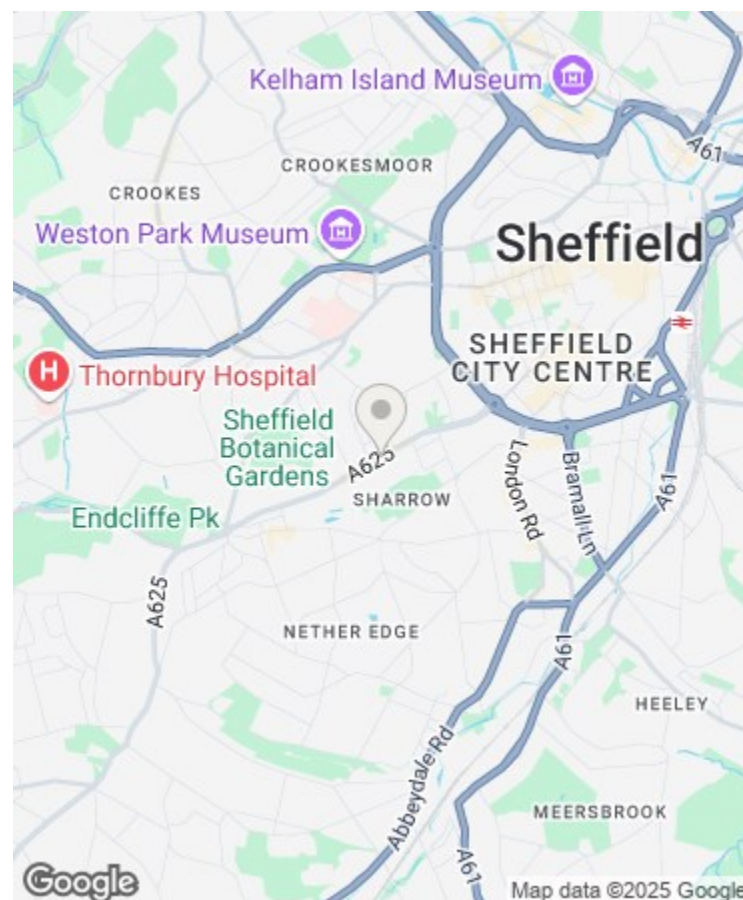 Kelham Island Museum
A61
CROOKESMOOR
CROOKES
Weston Park Museum
Sheffield
SHEFFIELD
CITY CENTRE
H
Thornbury Hospital
Sheffield
Botanical
Gardens
A625
London Rd
Bramall Ln
A61
SHARROW
Endcliffe Pk
A625
NETHER EDGE
A61
HEELEY
Abbeydale Rd
MEERSBROOK
A61
Google
Map data ©2025 Google